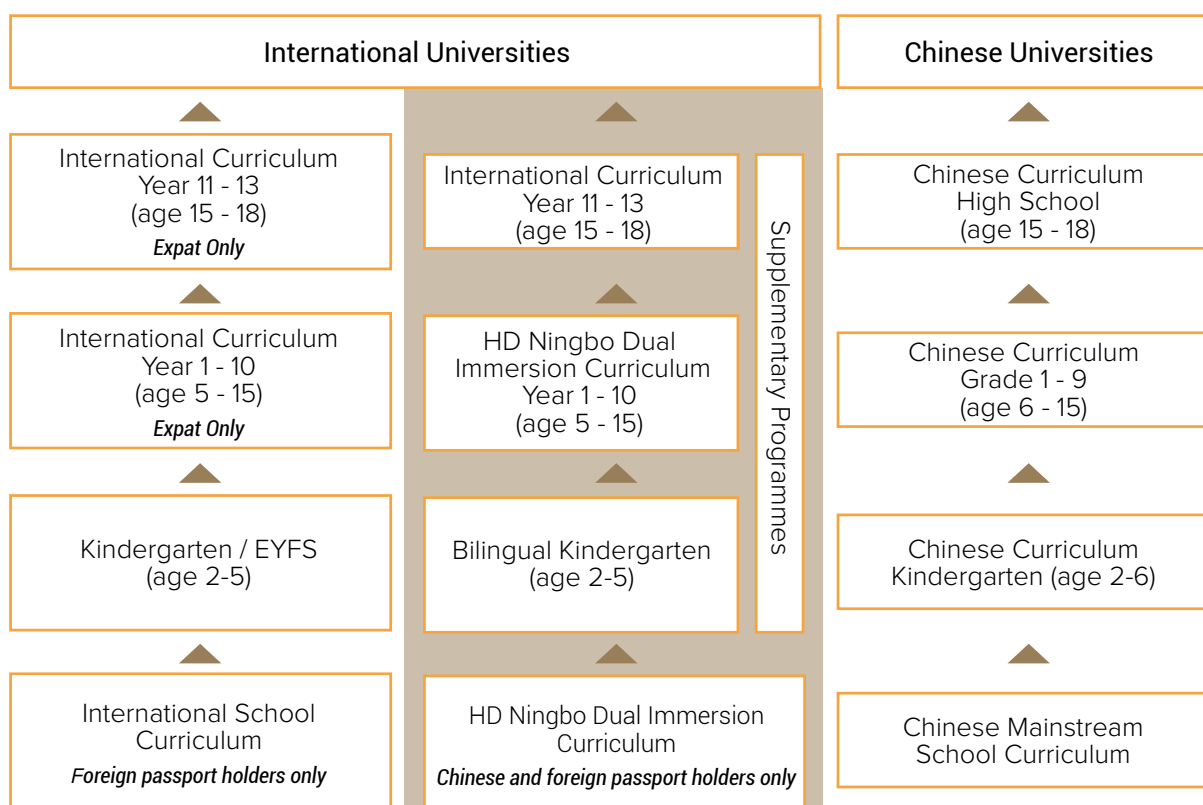 International Universities
Chinese Universities
International Curriculum
Year 11 - 13
(age 15 - 18)
Expat Only
International Curriculum
Year 11 - 13
(age 15 - 18)
Supplementary Programmes
Chinese Curriculum
High School
(age 15 - 18)
International Curriculum
Year 1 - 10
(age 5 - 15)
Expat Only
HD Ningbo Dual
Immersion Curriculum
Year 1 - 10
(age 5 - 15)
Chinese Curriculum
Grade 1 - 9
(age 6 - 15)
Kindergarten / EYFS
(age 2-5)
Bilingual Kindergarten
(age 2-5)
Chinese Curriculum
Kindergarten (age 2-6)
International School
Curriculum
Foreign passport holders only
HD Ningbo Dual Immersion
Curriculum
Chinese and foreign passport holders only
Chinese Mainstream
School Curriculum